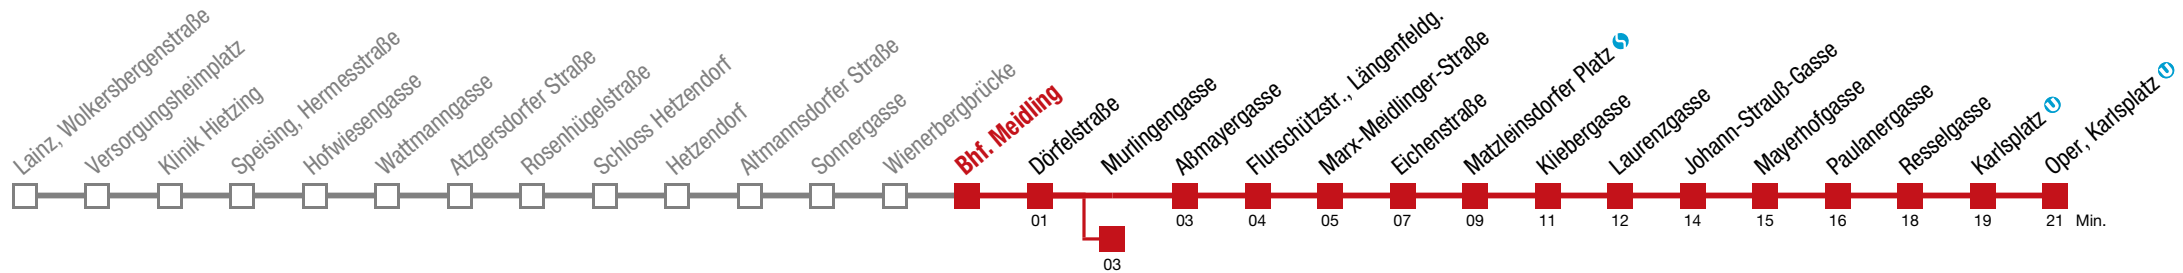 Lainz, Wolkersbergenstraße
Versorgungsheimplatz
Klinik Hietzing
Speising, Hermesstraße
Hofwiesengasse
Wattmanngasse
Atzgersdorfer Straße
Rosenhügelstraße
Schloss Hetzendorf
Hetzendorf
Altmannsdorfer Straße
Sonnergasse
Wienerbergbrücke
Bhf. Meidling
Dörfelstraße
Murlingengasse
Aßmayergasse
Flurschützstr., Längenfeldg.
Marx-Meidlinger-Straße
Eichenstraße
Matzleinsdorfer Platz S
Kliebergasse
Laurenzgasse
Johann-Strauß-Gasse
Mayerhofgasse
Paulanergasse
Resselgasse
Karlsplatz U
Oper, Karlsplatz U
01 03 04 05 07 09 11 12 14 15 16 18 19 21 Min.
03